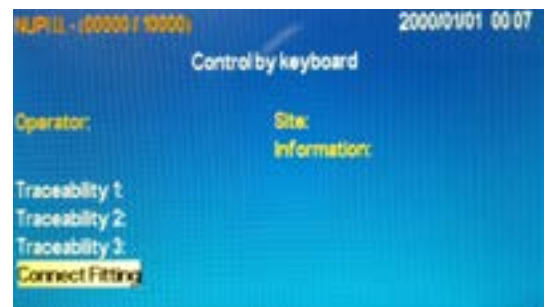 NUPI U. - (00000 / 10000) 2000/01/01 00 07
Control by keyboard
Operator: Site:
Information:
Traceability 1:
Traceability 2:
Traceability 3:
Connect Fitting